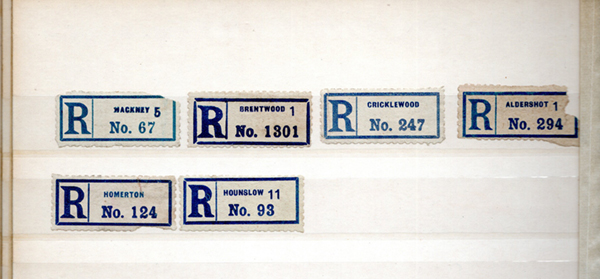 R HACKNEY 5
No. 67
R BRENTWOOD 1
No. 1301
R CRICKLEWOOD
No. 247
R ALDERSHOT 1
No. 294
R HOMERTON
No. 124
R HOUNSLOW 11
No. 93